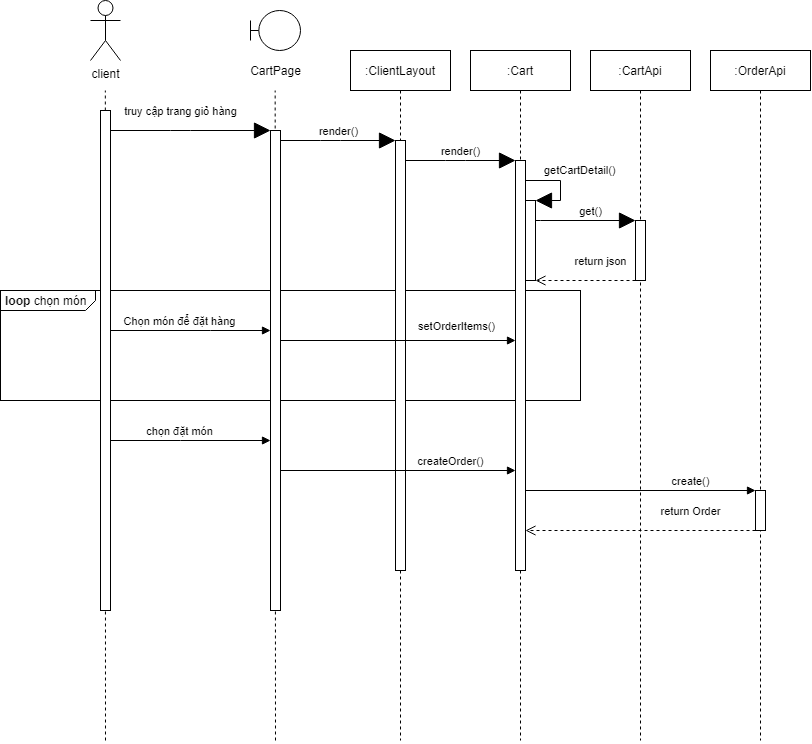 client
CartPage
:ClientLayout
:Cart
:CartApi
:OrderApi
truy cập trang giỏ hàng
render()
render()
getCartDetail()
get()
return json
loop chọn món
Chọn món để đặt hàng
setOrderItems()
chọn đặt món
createOrder()
create()
return Order